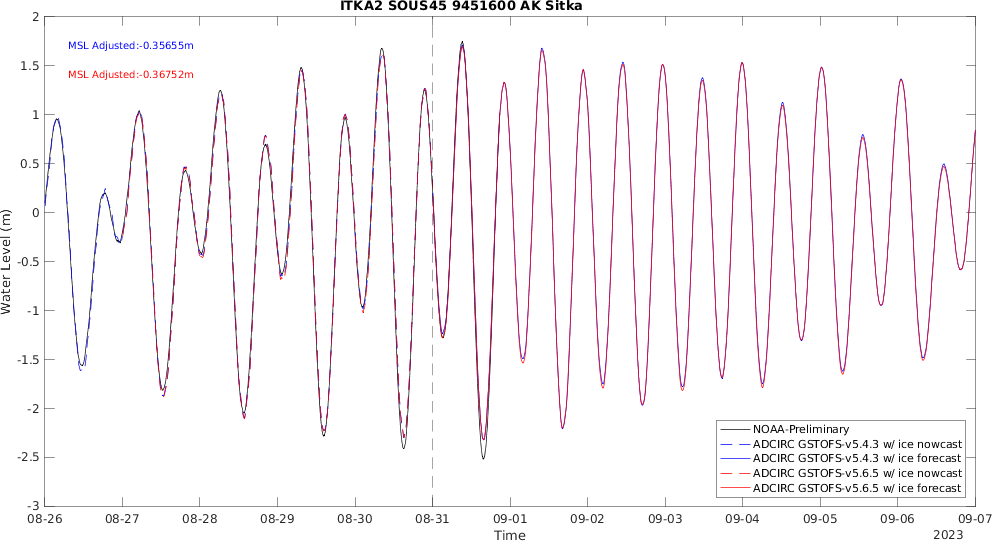 ITKA2 SOUS45 9451600 AK Sitka
MSL Adjusted:-0.35655m
MSL Adjusted:-0.36752m
2
1.5
1
0.5
0
-0.5
-1
-1.5
-2
-2.5
-3
Water Level (m)
NOAA-Preliminary
ADCIRC GSTOFS-v5.4.3 w/ ice nowcast
ADCIRC GSTOFS-v5.4.3 w/ ice forecast
ADCIRC GSTOFS-v5.6.5 w/ ice nowcast
ADCIRC GSTOFS-v5.6.5 w/ ice forecast
08-26 08-27 08-28 08-29 08-30 08-31 09-01 09-02 09-03 09-04 09-05 09-06 09-07
Time
2023